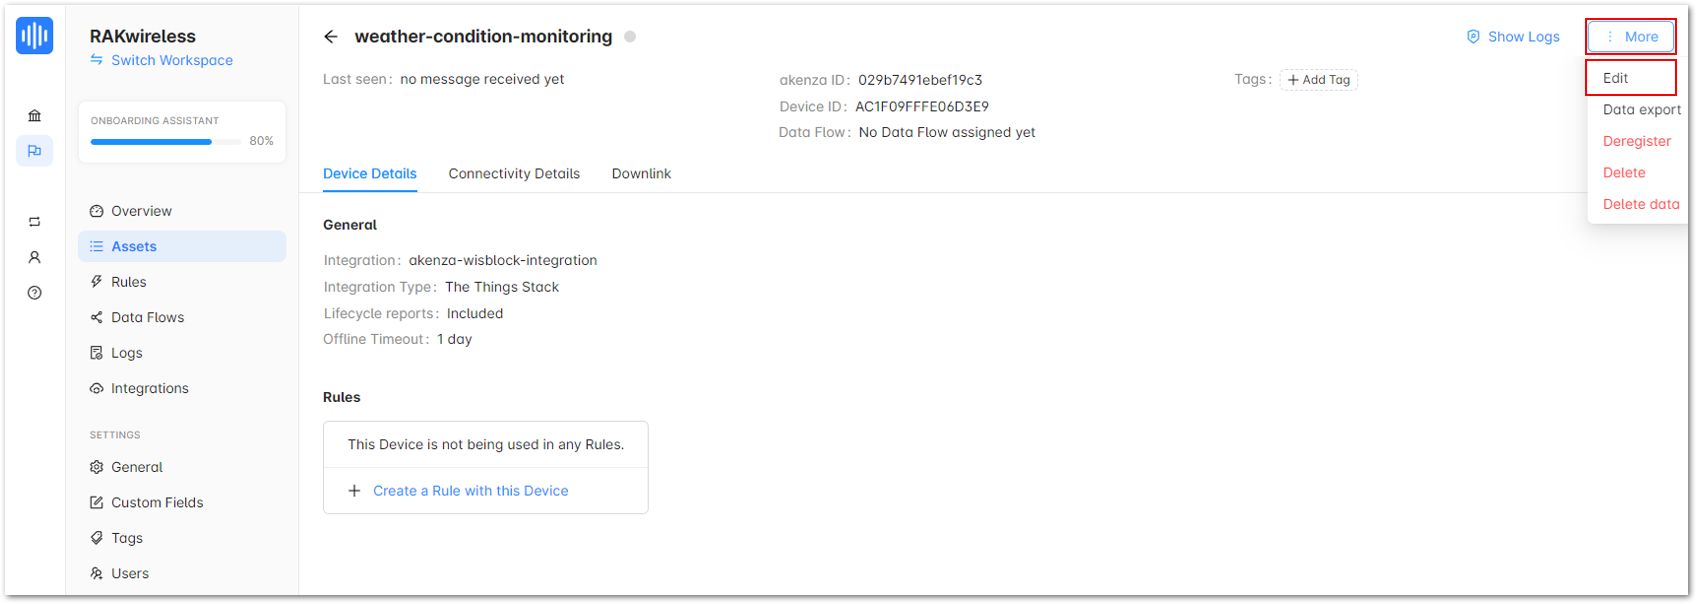 RAKwireless
Switch Workspace
ONBOARDING ASSISTANT
80%
Overview
Assets
Rules
Data Flows
Logs
Integrations
SETTINGS
General
Custom Fields
Tags
Users
weather-condition-monitoring
Show Logs
More
Last seen: no message received yet
akenza ID: 029b7491ebef19c3
Device ID: AC1F09FFFE06D3E9
Data Flow: No Data Flow assigned yet
Tags: + Add Tag
Edit
Data export
Deregister
Delete
Delete data
Device Details
Connectivity Details
Downlink
General
Integration: akenza-wisblock-integration
Integration Type: The Things Stack
Lifecycle reports: Included
Offline Timeout: 1 day
Rules
This Device is not being used in any Rules.
+ Create a Rule with this Device